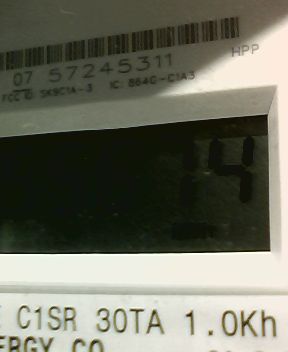 HPP
07 57245311
FCC ID: SK9C1A-3 IC: 864G-C1A3
14
C1SR 30TA 1.0Kh
ERGY CO